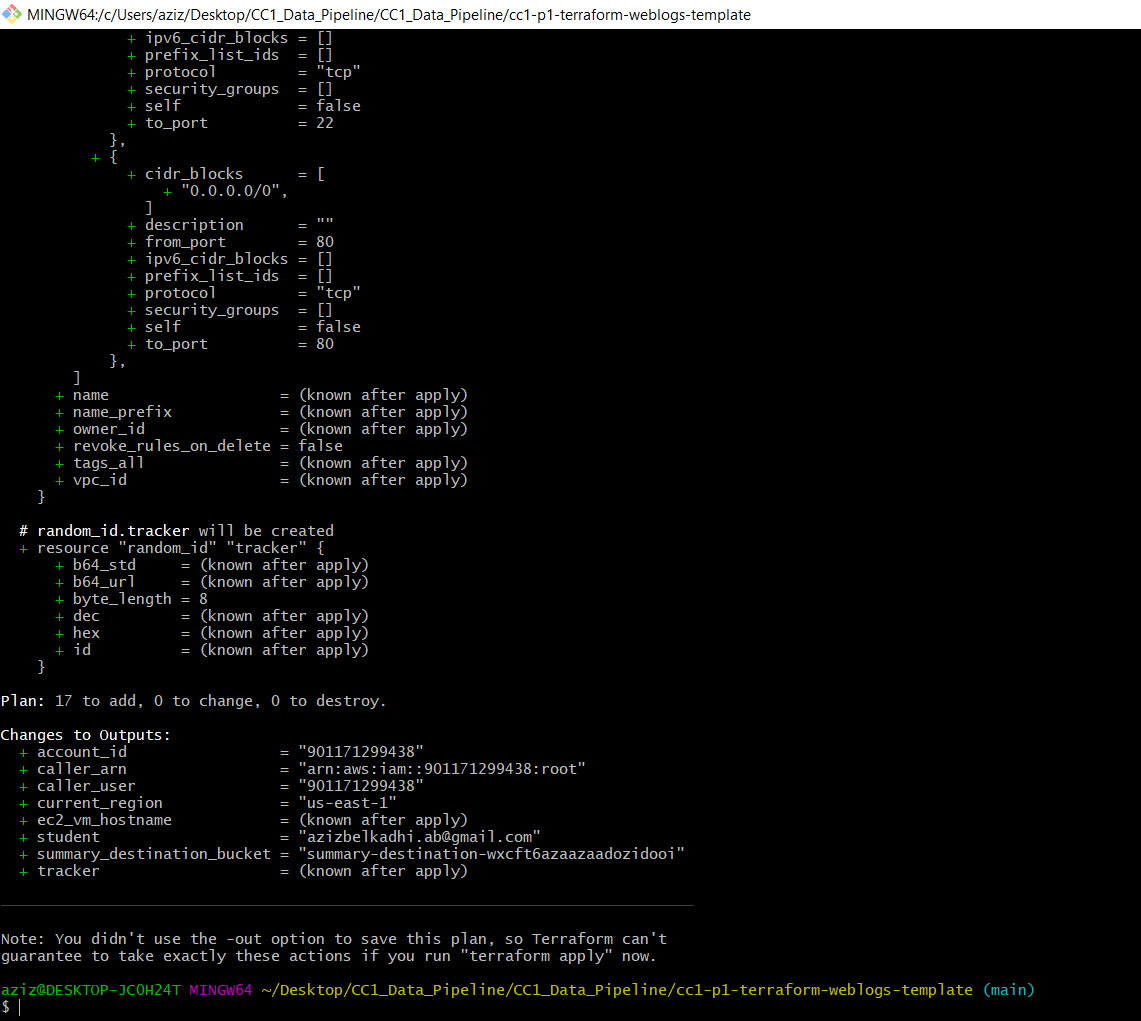 MINGW64:/c/Users/aziz/Desktop/CC1_Data_Pipeline/CC1_Data_Pipeline/cc1-p1-terraform-weblogs-template
+ ipv6_cidr_blocks = []
+ prefix_list_ids  = []
+ protocol         = "tcp"
+ security_groups  = []
+ self             = false
+ to_port          = 22
},
+ {
+ cidr_blocks      = [
+ "0.0.0.0/0",
]
+ description      = ""
+ from_port        = 80
+ ipv6_cidr_blocks = []
+ prefix_list_ids  = []
+ protocol         = "tcp"
+ security_groups  = []
+ self             = false
+ to_port          = 80
},
]
+ name                   = (known after apply)
+ name_prefix            = (known after apply)
+ owner_id               = (known after apply)
+ revoke_rules_on_delete = false
+ tags_all               = (known after apply)
+ vpc_id                 = (known after apply)
}
# random_id.tracker will be created
+ resource "random_id" "tracker" {
+ b64_std     = (known after apply)
+ b64_url     = (known after apply)
+ byte_length = 8
+ dec         = (known after apply)
+ hex         = (known after apply)
+ id          = (known after apply)
}
Plan: 17 to add, 0 to change, 0 to destroy.
Changes to Outputs:
+ account_id                 = "901171299438"
+ caller_arn                 = "arn:aws:iam::901171299438:root"
+ caller_user                = "901171299438"
+ current_region             = "us-east-1"
+ ec2_vm_hostname            = (known after apply)
+ student                    = "azizbelkadhi.ab@gmail.com"
+ summary_destination_bucket = "summary-destination-wxcft6azaazaadozidooi"
+ tracker                    = (known after apply)
Note: You didn't use the -out option to save this plan, so Terraform can't
guarantee to take exactly these actions if you run "terraform apply" now.
aziz@DESKTOP-JC0H24T MINGW64 ~/Desktop/CC1_Data_Pipeline/CC1_Data_Pipeline/cc1-p1-terraform-weblogs-template (main)
$